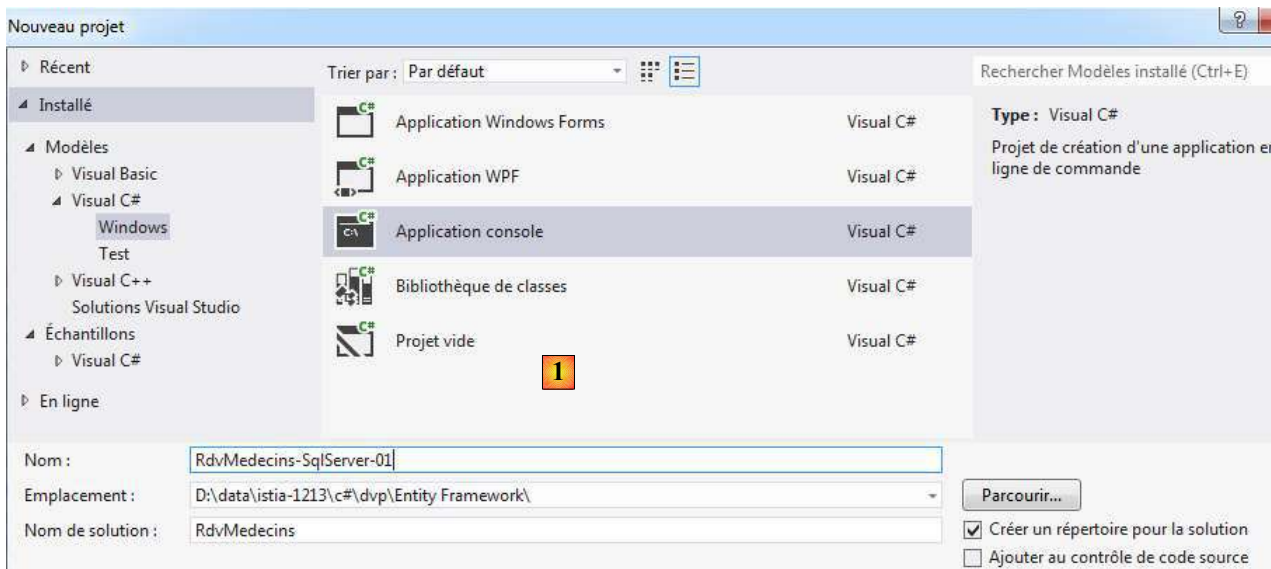 Nouveau projet
Récent
Installé
Modèles
Visual Basic
Visual C#
Windows
Test
Visual C++
Solutions Visual Studio
Échantillons
Visual C#
En ligne
Trier par : Par défaut
Application Windows Forms Visual C#
Application WPF Visual C#
Application console Visual C#
Bibliothèque de classes Visual C#
Projet vide Visual C#
1
Rechercher Modèles installé (Ctrl+E)
Type : Visual C#
Projet de création d'une application en
ligne de commande
Nom : RdvMedecins-SqlServer-01
Emplacement : D:\data\istia-1213\c#\dvp\Entity Framework\
Parcourir...
Nom de solution : RdvMedecins
Créer un répertoire pour la solution
Ajouter au contrôle de code source